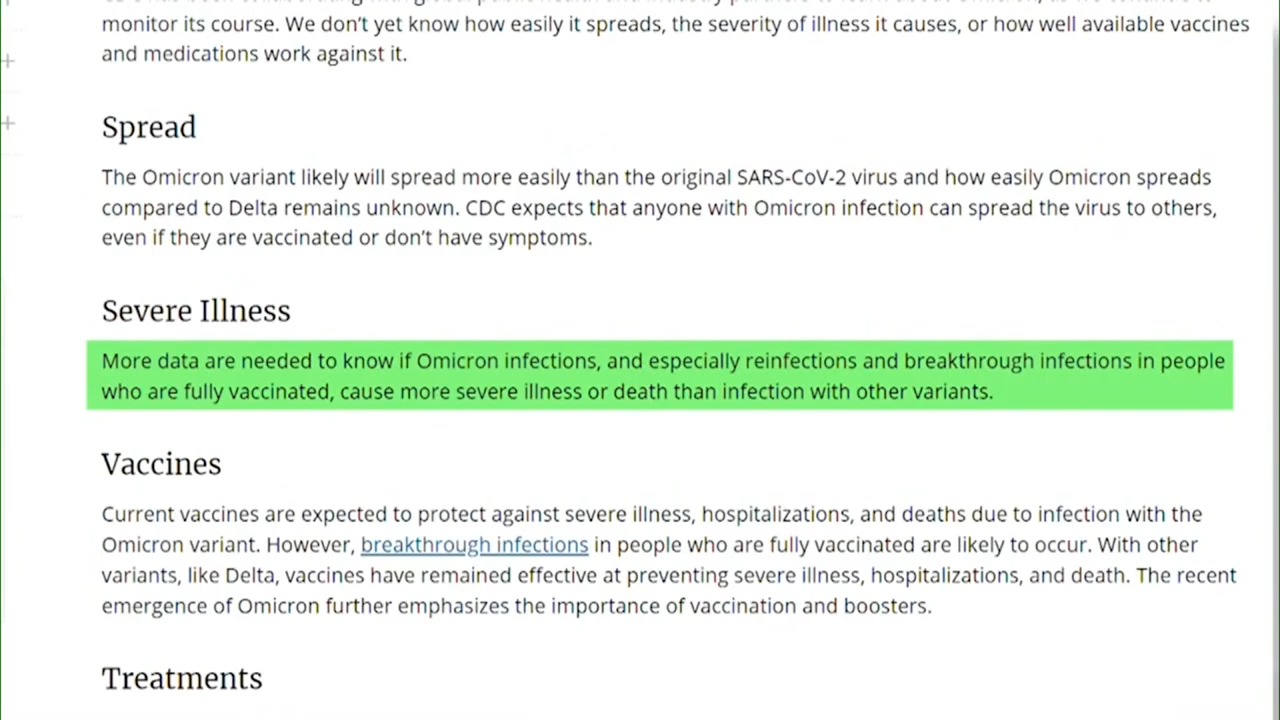 monitor its course. We don't yet know how easily it spreads, the severity of illness it causes, or how well available vaccines
and medications work against it.
Spread
The Omicron variant likely will spread more easily than the original SARS-CoV-2 virus and how easily Omicron spreads
compared to Delta remains unknown. CDC expects that anyone with Omicron infection can spread the virus to others,
even if they are vaccinated or don't have symptoms.
Severe Illness
More data are needed to know if Omicron infections, and especially reinfections and breakthrough infections in people
who are fully vaccinated, cause more severe illness or death than infection with other variants.
Vaccines
Current vaccines are expected to protect against severe illness, hospitalizations, and deaths due to infection with the
Omicron variant. However, breakthrough infections in people who are fully vaccinated are likely to occur. With other
variants, like Delta, vaccines have remained effective at preventing severe illness, hospitalizations, and death. The recent
emergence of Omicron further emphasizes the importance of vaccination and boosters.
Treatments